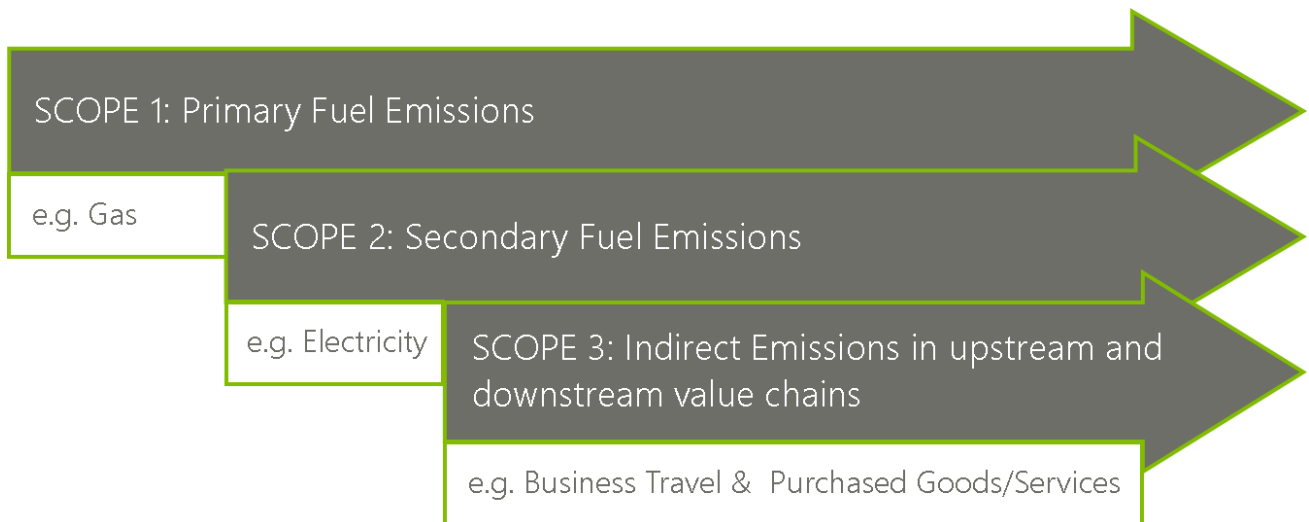 SCOPE 1: Primary Fuel Emissions
e.g. Gas
SCOPE 2: Secondary Fuel Emissions
e.g. Electricity
SCOPE 3: Indirect Emissions in upstream and
downstream value chains
e.g. Business Travel & Purchased Goods/Services